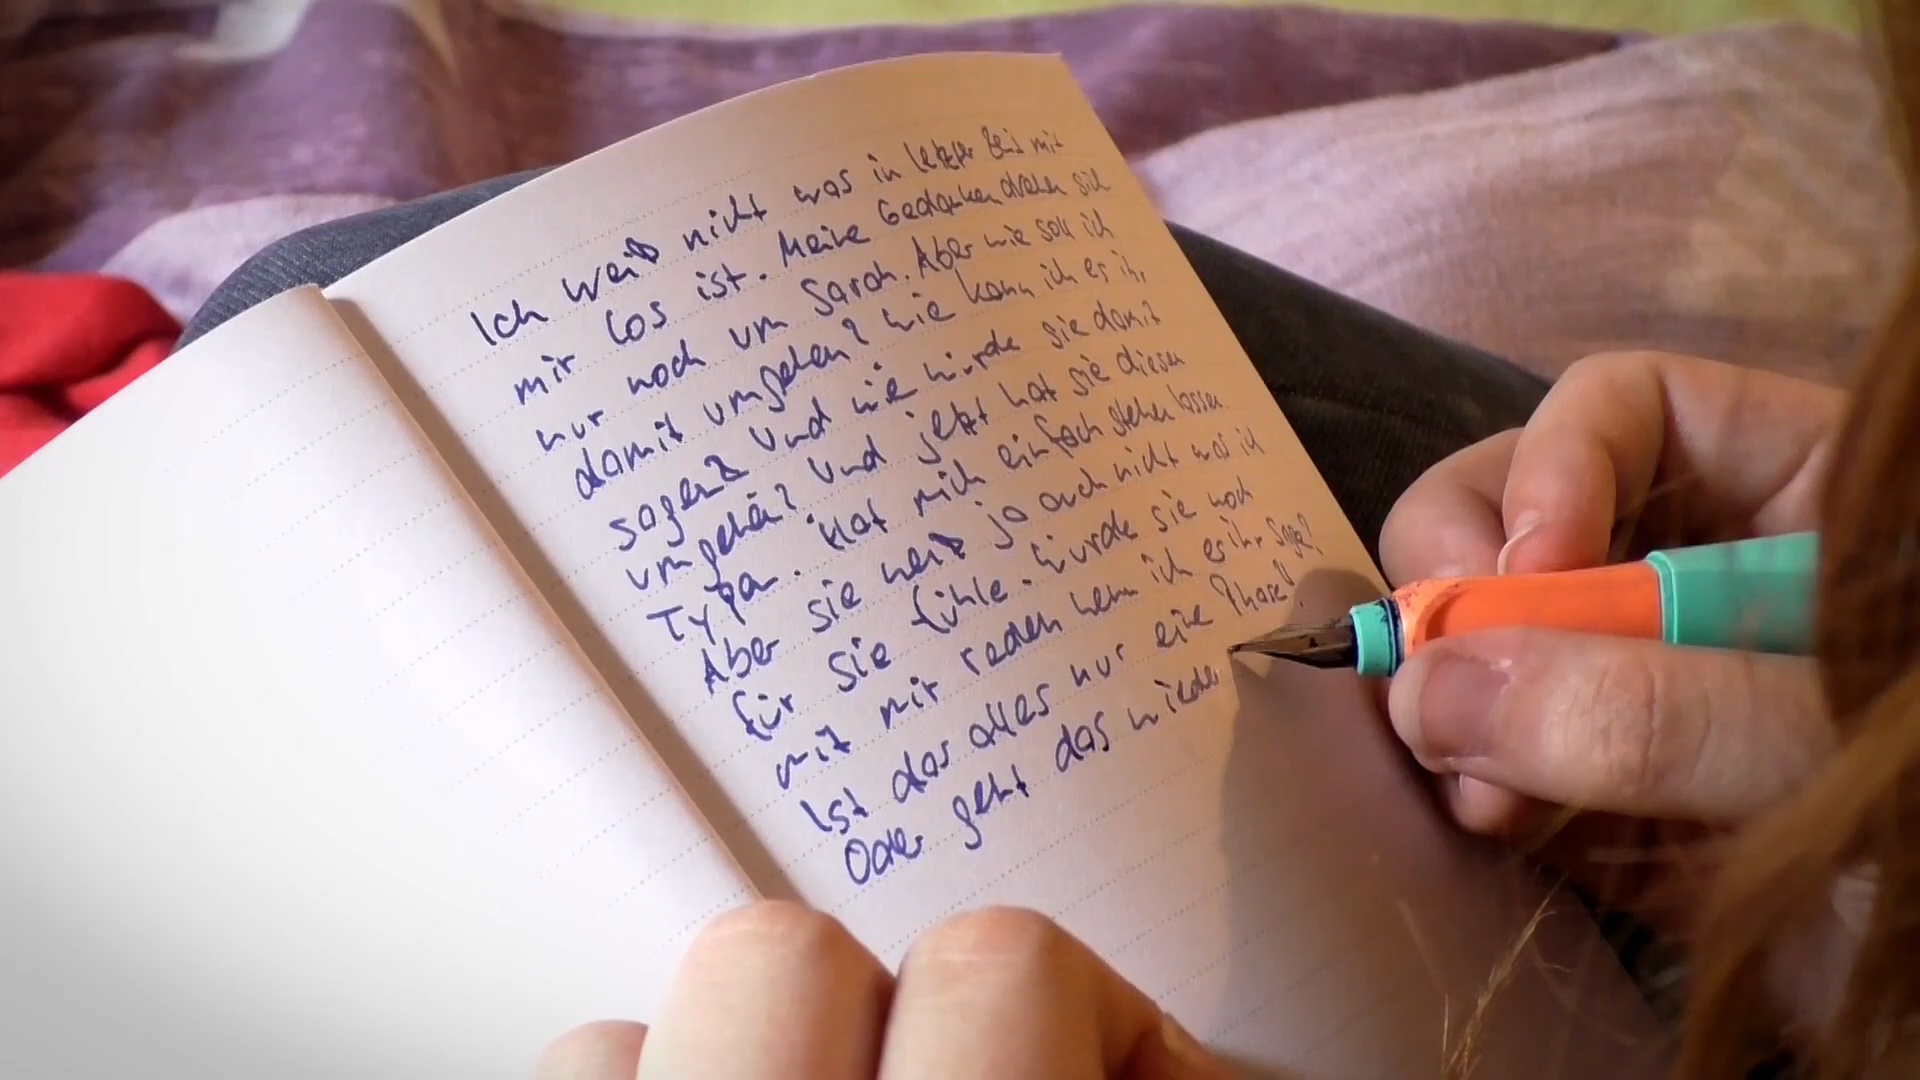 Ich weiß nicht was in letzter Zeit mit
mir los ist. Meine Gedanken drehen sich
nur noch um Sarah. Aber wie soll ich
damit umgehen? Wie kann ich es ihr
sagen? Und wie würde sie damit
umgehen? Und jetzt hat sie diesen
Typen. Hat mich einfach stehen lassen.
Aber sie weiß ja auch nicht was ich
für sie fühle. Würde sie noch
mit mir reden wenn ich es ihr sage?
Ist das alles nur eine Phase?
Oder geht das wieder